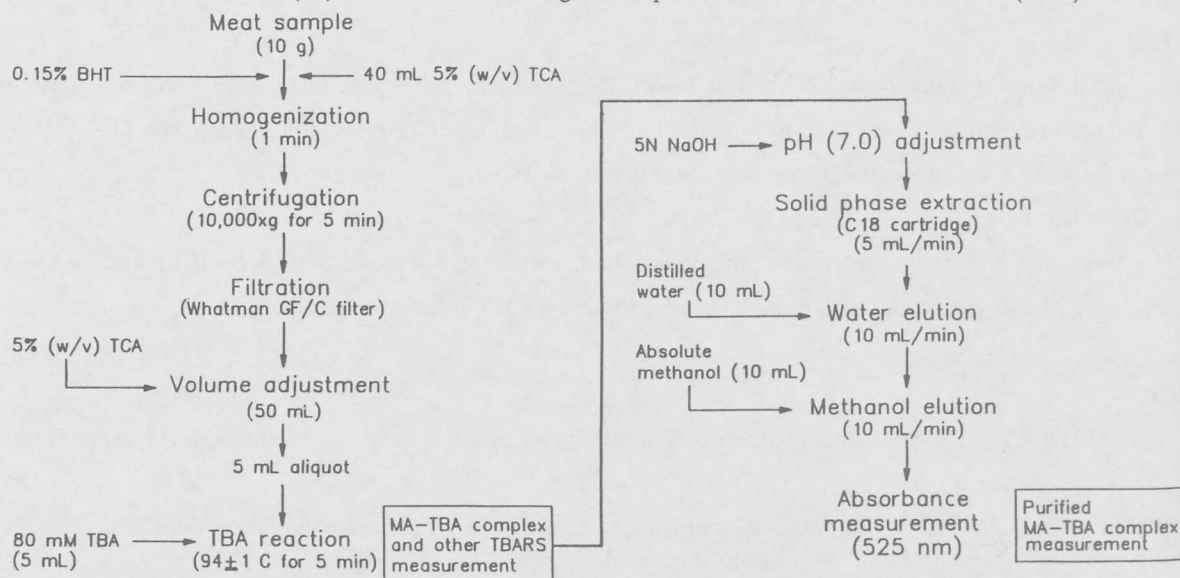 Meat sample
(10 g)
0.15% BHT
40 mL 5% (w/v) TCA
Homogenization
(1 min)
Centrifugation
(10,000xg for 5 min)
Filtration
(Whatman GF/C filter)
5% (w/v) TCA
Volume adjustment
(50 mL)
5 mL aliquot
80 mM TBA
(5 mL)
TBA reaction
(94±1 C for 5 min)
MA-TBA complex
and other TBARS
measurement
5N NaOH
pH (7.0) adjustment
Solid phase extraction
(C18 cartridge)
(5 mL/min)
Distilled
water (10 mL)
Water elution
(10 mL/min)
Absolute
methanol (10 mL)
Methanol elution
(10 mL/min)
Absorbance
measurement
(525 nm)
Purified
MA-TBA complex
measurement